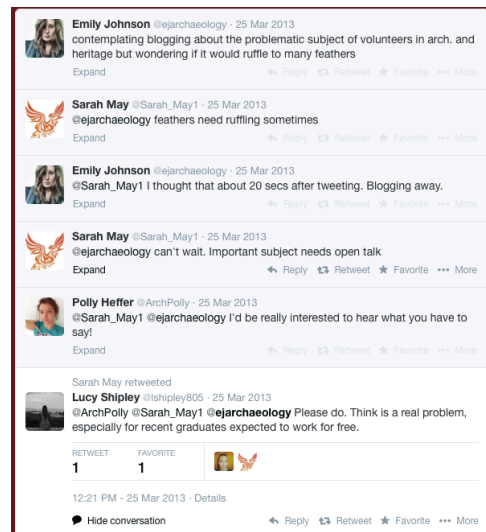 Emily Johnson @ejarchaeology · 25 Mar 2013
contemplating blogging about the problematic subject of volunteers in arch. and
heritage but wondering if it would ruffle to many feathers
Expand Reply Retweet Favorite More
Sarah May @Sarah_May1 · 25 Mar 2013
@ejarchaeology feathers need ruffling sometimes
Expand Reply Retweet Favorite More
Emily Johnson @ejarchaeology · 25 Mar 2013
@Sarah_May1 I thought that about 20 secs after tweeting. Blogging away.
Expand Reply Retweet Favorite More
Sarah May @Sarah_May1 · 25 Mar 2013
@ejarchaeology can't wait. Important subject needs open talk
Expand Reply Retweet Favorite More
Polly Heffer @ArchPolly · 25 Mar 2013
@Sarah_May1 @ejarchaeology I'd be really interested to hear what you have to
say!
Expand Reply Retweet Favorite More
Sarah May retweeted
Lucy Shipley @lshipley805 · 25 Mar 2013
@ArchPolly @Sarah_May1 @ejarchaeology Please do. Think is a real problem,
especially for recent graduates expected to work for free.
RETWEET FAVORITE
1 1
12:21 PM - 25 Mar 2013 · Details
Hide conversation Reply Retweet Favorite More